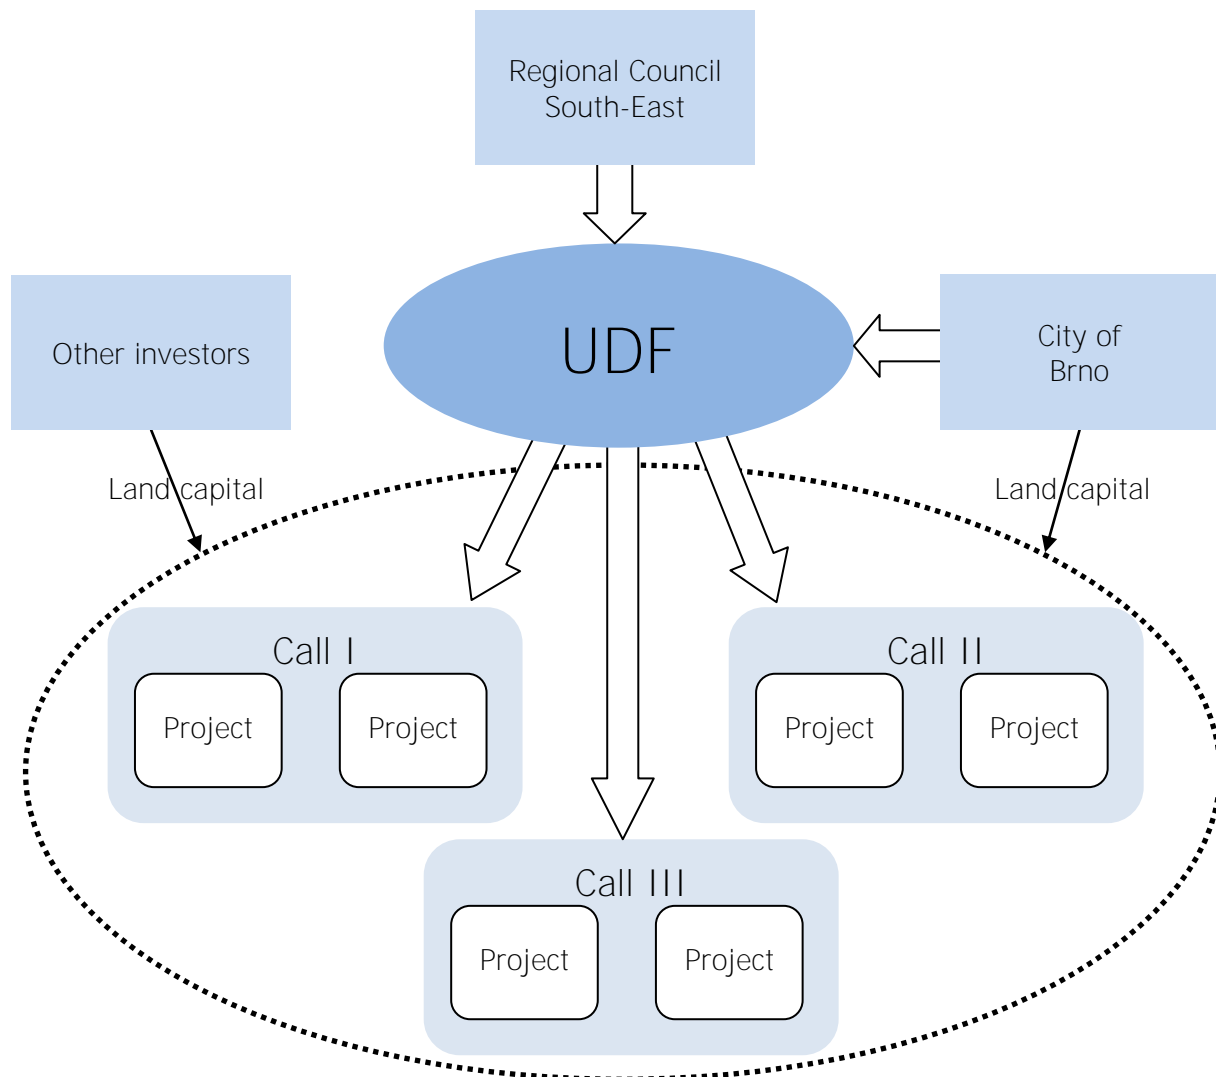 Regional Council
South-East
UDF
Other investors
City of
Brno
Land capital
Land capital
Call I
Project
Project
Call II
Project
Project
Call III
Project
Project